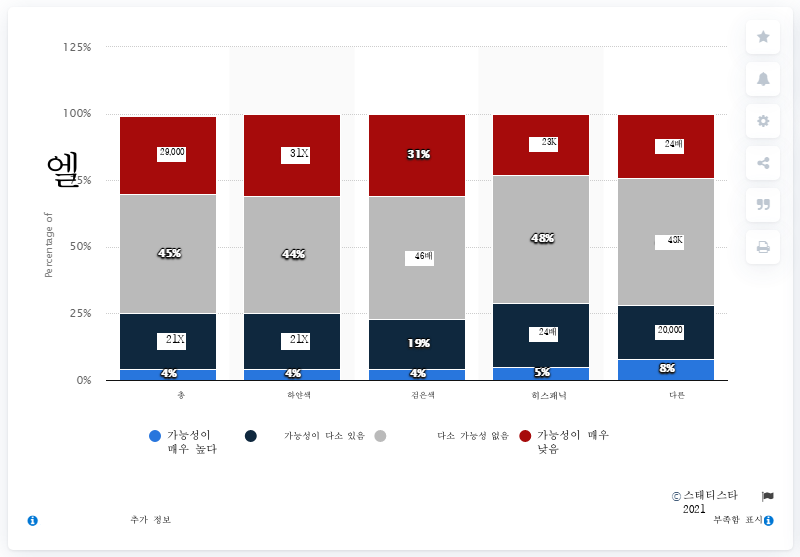 125%
100%
75%
50%
25%
0%
엘
Percentage of
29,000
31X
31%
23K
24배
45%
44%
46배
48%
48K
21X
21X
19%
24배
20,000
4%
4%
4%
5%
8%
총
하얀색
검은색
히스패닉
다른
가능성이 매우 높다
가능성이 다소 있음
다소 가능성 없음
가능성이 매우 낮음
© 스태티스타 2021
추가 정보
부족함 표시